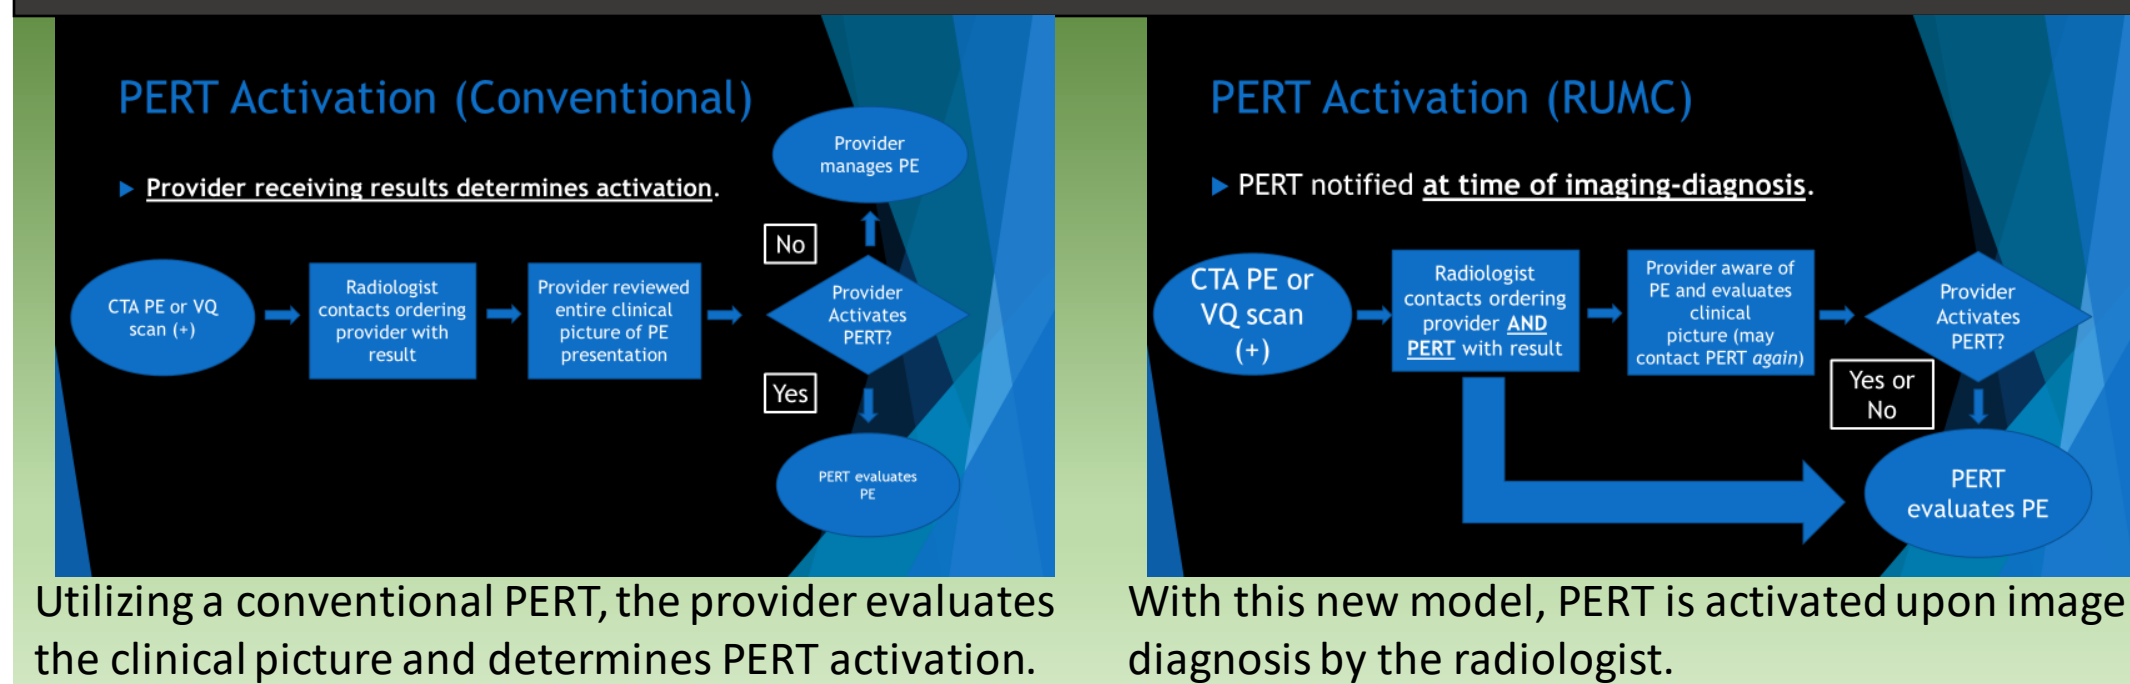 PERT Activation (Conventional)
Provider receiving results determines activation.
CTA PE or VQ
scan (+)
Radiologist
contacts ordering
provider with
result
Provider reviewed
entire clinical
picture of PE
presentation
Provider
Activates
PERT?
No
Provider
manages PE
Yes
PERT evaluates
PE
Utilizing a conventional PERT, the provider evaluates
the clinical picture and determines PERT activation.
PERT Activation (RUMC)
PERT notified at time of imaging-diagnosis.
CTA PE or
VQ scan
(+)
Radiologist
contacts ordering
provider AND
PERT with result
Provider aware of
PE and evaluates
clinical
picture (may
contact PERT again)
Provider
Activates
PERT?
Yes or
No
PERT
evaluates PE
With this new model, PERT is activated upon image
diagnosis by the radiologist.